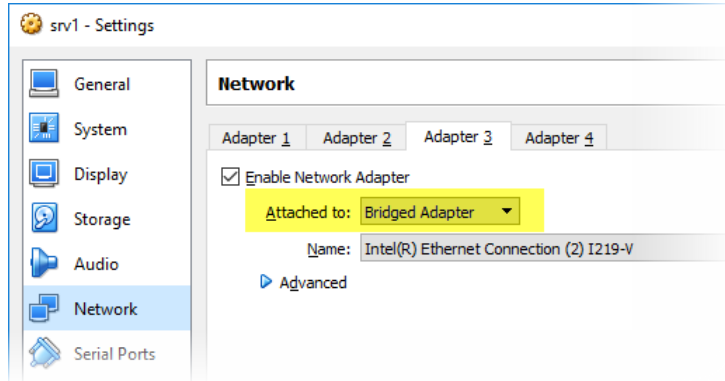 srv1 - Settings
General
System
Display
Storage
Audio
Network
Serial Ports
Network
Adapter 1 Adapter 2 Adapter 3 Adapter 4
Enable Network Adapter
Attached to: Bridged Adapter
Name: Intel(R) Ethernet Connection (2) I219-V
Advanced